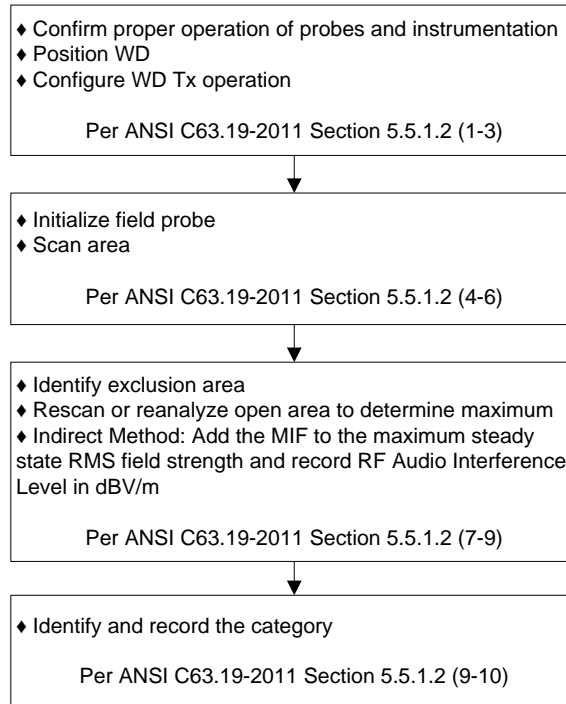 ♦ Confirm proper operation of probes and instrumentation
♦ Position WD
♦ Configure WD Tx operation
Per ANSI C63.19-2011 Section 5.5.1.2 (1-3)
♦ Initialize field probe
♦ Scan area
Per ANSI C63.19-2011 Section 5.5.1.2 (4-6)
♦ Identify exclusion area
♦ Rescan or reanalyze open area to determine maximum
♦ Indirect Method: Add the MIF to the maximum steady
state RMS field strength and record RF Audio Interference
Level in dBV/m
Per ANSI C63.19-2011 Section 5.5.1.2 (7-9)
♦ Identify and record the category
Per ANSI C63.19-2011 Section 5.5.1.2 (9-10)